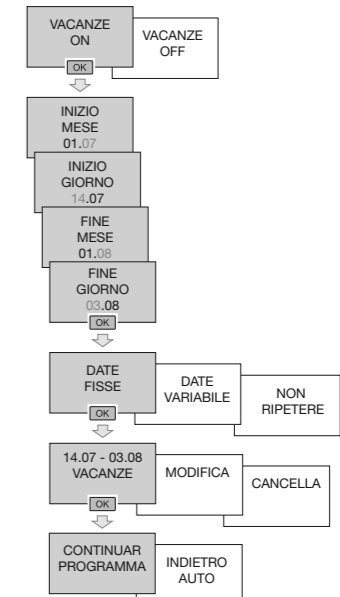 VACANZE
ON
VACANZE
OFF
OK
INIZIO
MESE
01.07
INIZIO
GIORNO
14.07
FINE
MESE
01.08
FINE
GIORNO
03.08
OK
DATE
FISSE
DATE
VARIABILE
NON
RIPETERE
OK
14.07 - 03.08
VACANZE
MODIFICA
CANCELLA
OK
CONTINUAR
PROGRAMMA
INDIETRO
AUTO